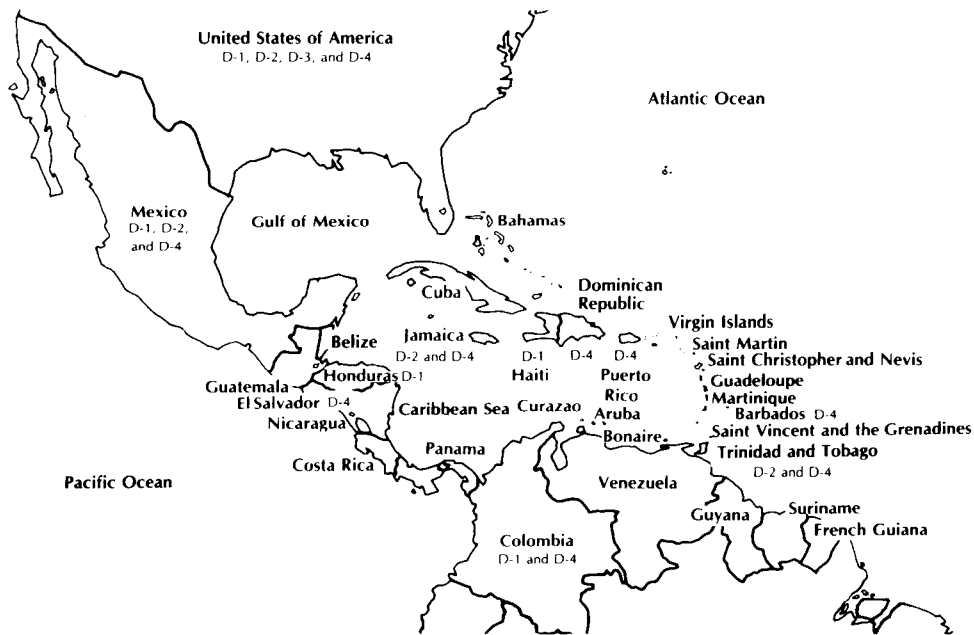 United States of America
D-1, D-2, D-3, and D-4
Atlantic Ocean
Mexico
D-1, D-2,
and D-4
Gulf of Mexico
Bahamas
Cuba
Dominican
Republic
Jamaica
D-2 and D-4
D-1
Haiti
D-4
D-4
Puerto
Rico
Virgin Islands
Saint Martin
Saint Christopher and Nevis
Guadeloupe
Martinique
Barbados D-4
Saint Vincent and the Grenadines
Trinidad and Tobago
D-2 and D-4
Belize
Honduras D-1
Guatemala
El Salvador D-4
Nicaragua
Caribbean Sea
Curazao
Aruba
Bonaire
Costa Rica
Panama
Pacific Ocean
Venezuela
Guyana
Suriname
French Guiana
Colombia
D-1 and D-4